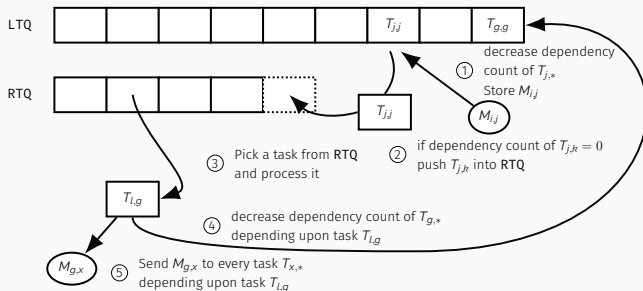 LTQ
T_{j,j}
T_{g,g}
① decrease dependency
count of T_{j,*}
Store M_{i,j}
RTQ
T_{j,j}
M_{i,j}
② if dependency count of T_{j,k} = 0
push T_{j,k} into RTQ
③ Pick a task from RTQ
and process it
T_{l,g}
④ decrease dependency count of T_{g,*}
depending upon task T_{l,g}
M_{g,x}
⑤ Send M_{g,x} to every task T_{x,*}
depending upon task T_{l,g}